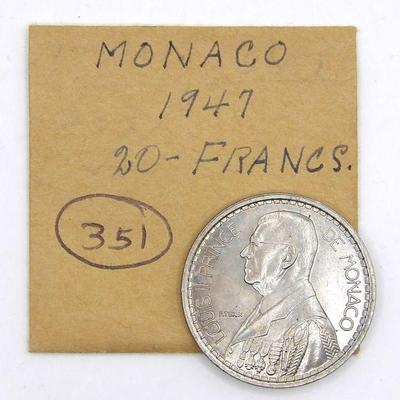 MONACO
1947
20-FRANCS.
351
LOUIS II PRINCE DE MONACO